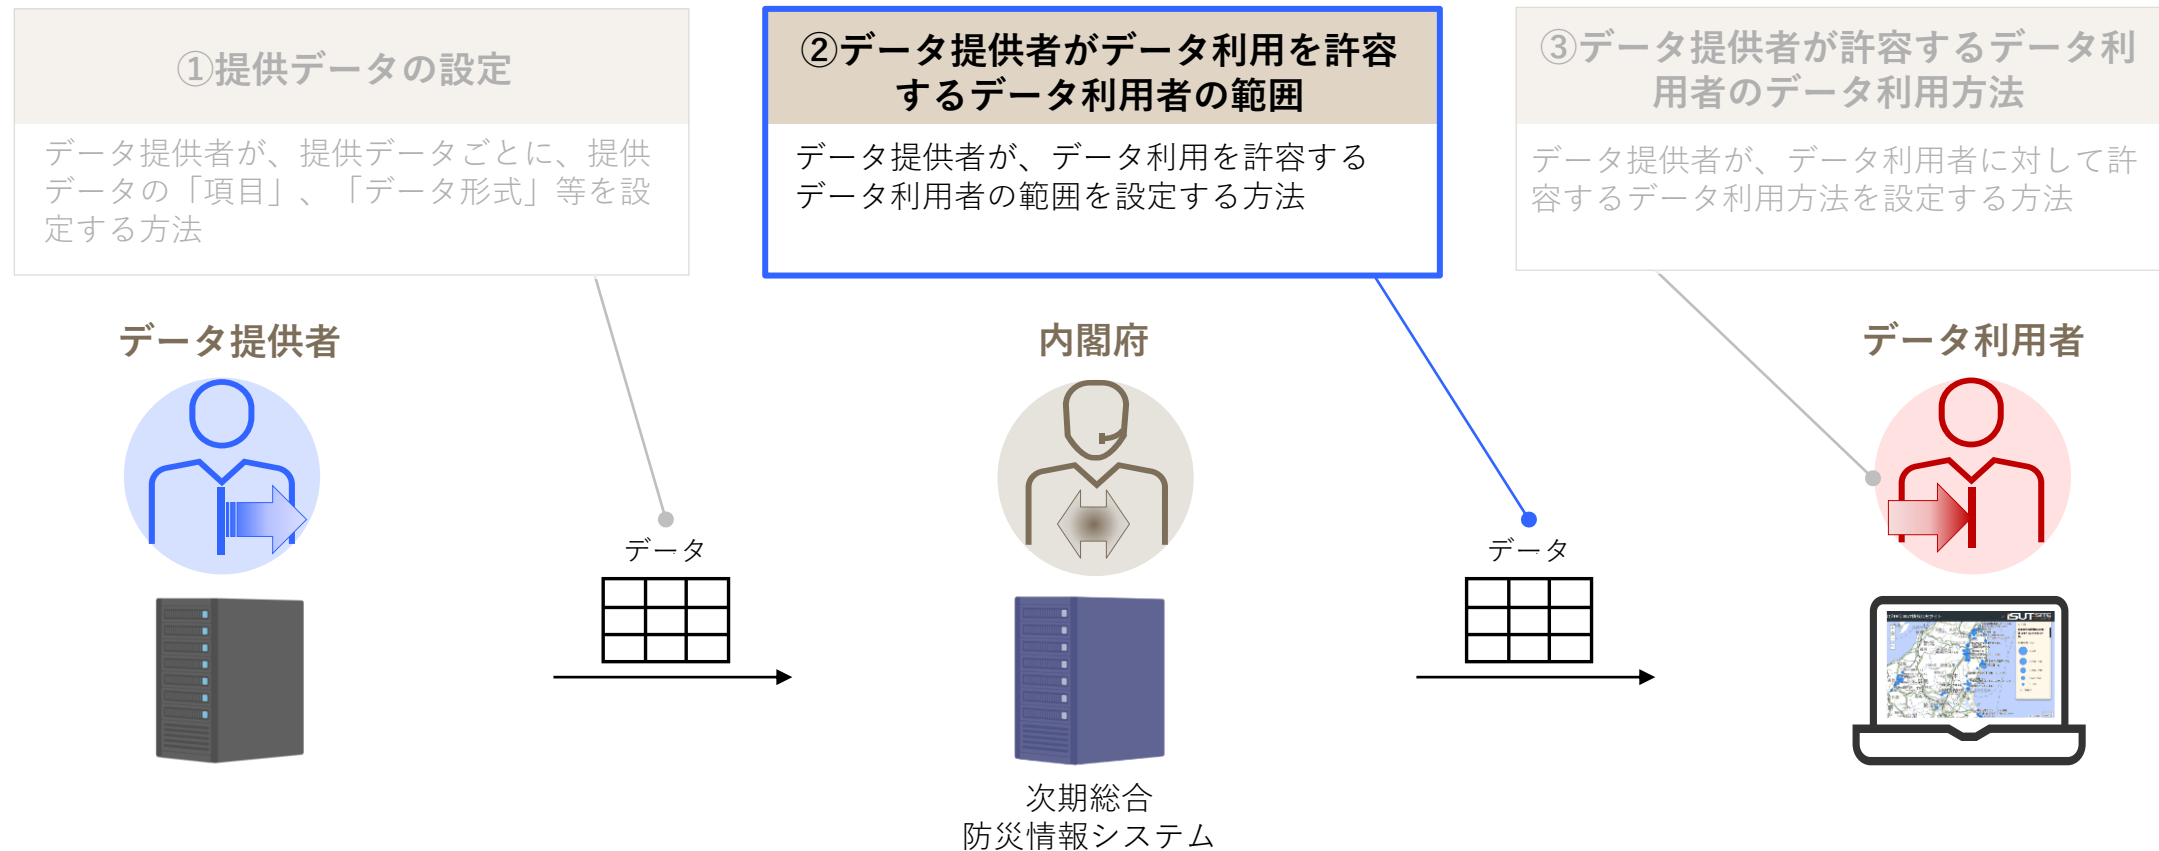 ①提供データの設定
データ提供者が、提供データごとに、提供
データの「項目」、「データ形式」等を設
定する方法
②データ提供者がデータ利用を許容
するデータ利用者の範囲
データ提供者が、データ利用を許容する
データ利用者の範囲を設定する方法
③データ提供者が許容するデータ利
用者のデータ利用方法
データ提供者が、データ利用者に対して許
容するデータ利用方法を設定する方法
データ提供者
内閣府
データ利用者
データ
データ
次期総合
防災情報システム